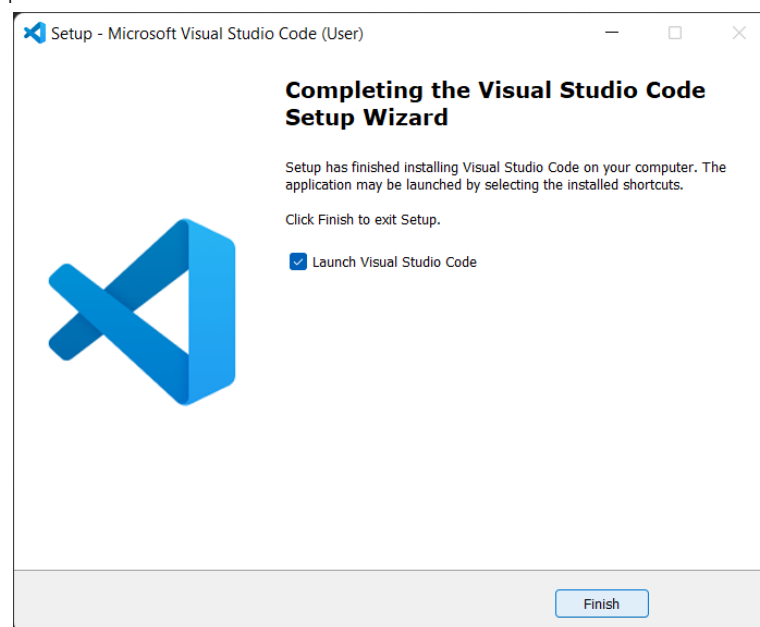 Setup - Microsoft Visual Studio Code (User)
Completing the Visual Studio Code
Setup Wizard
Setup has finished installing Visual Studio Code on your computer. The
application may be launched by selecting the installed shortcuts.
Click Finish to exit Setup.
Launch Visual Studio Code
Finish